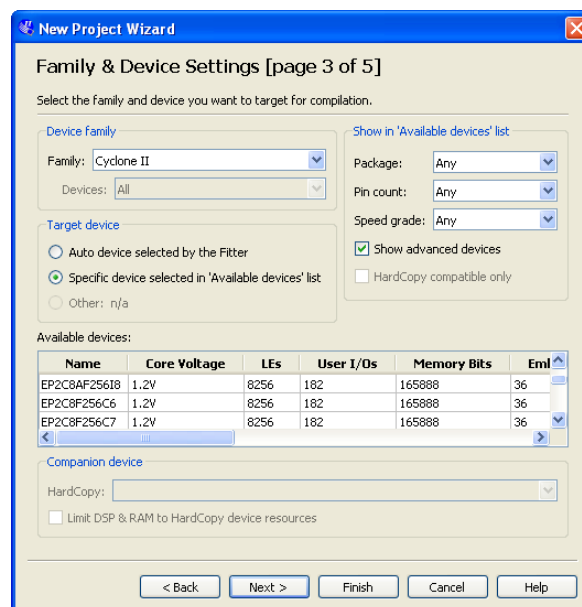 New Project Wizard
Family & Device Settings [page 3 of 5]
Select the family and device you want to target for compilation.
Device family
Family: Cyclone II
Devices: All
Target device
Auto device selected by the Fitter
Specific device selected in 'Available devices' list
Other: n/a
Show in 'Available devices' list
Package: Any
Pin count: Any
Speed grade: Any
Show advanced devices
HardCopy compatible only
Available devices:
Name Core Voltage LEs User I/Os Memory Bits Eml
EP2C8AF256I8 1.2V 8256 182 165888 36
EP2C8F256C6 1.2V 8256 182 165888 36
EP2C8F256C7 1.2V 8256 182 165888 36
Companion device
HardCopy:
Limit DSP & RAM to HardCopy device resources
< Back Next > Finish Cancel Help